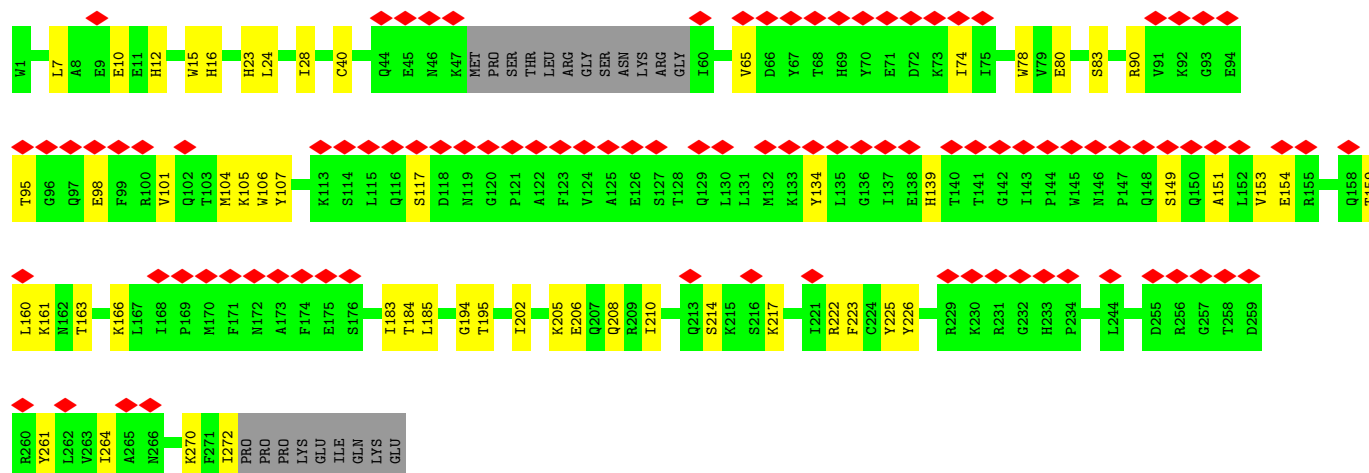 W1 L7 A8 E9 E10 E11 H12 W15 H16 H23 L24 I28 C40 Q44 E45 N46 K47 MET PRO SER THR LEU ARG GLY SER ASN LYS ARG GLY I60 V65 D66 Y67 T68 H69 Y70 E71 D72 K73 I74 I75 W78 V79 E80 S83 R90 V91 K92 G93 E94
T95 G96 Q97 E98 F99 R100 V101 Q102 T103 M104 K105 W106 Y107 K113 S114 L115 Q116 S117 D118 N119 G120 P121 A122 F123 V124 A125 E126 S127 T128 Q129 L130 L131 M132 K133 Y134 L135 G136 I137 E138 H139 T140 T141 G142 I143 P144 W145 N146 P147 Q148 S149 Q150 A151 L152 V153 E154 R155 Q158 T159
L160 K161 N162 T163 K166 L167 I168 P169 M170 F171 N172 A173 F174 E175 S176 I183 T184 L185 G194 T195 I202 K205 E206 Q207 Q208 R209 I210 Q213 S214 K215 S216 K217 I221 R222 F223 C224 Y225 Y226 R229 K230 R231 G232 H233 P234 L244 D255 R256 G257 T258 D259
R260 Y261 L262 V263 I264 A265 N266 K270 F271 I272 PRO PRO PRO LYS GLU ILE GLN LYS GLU